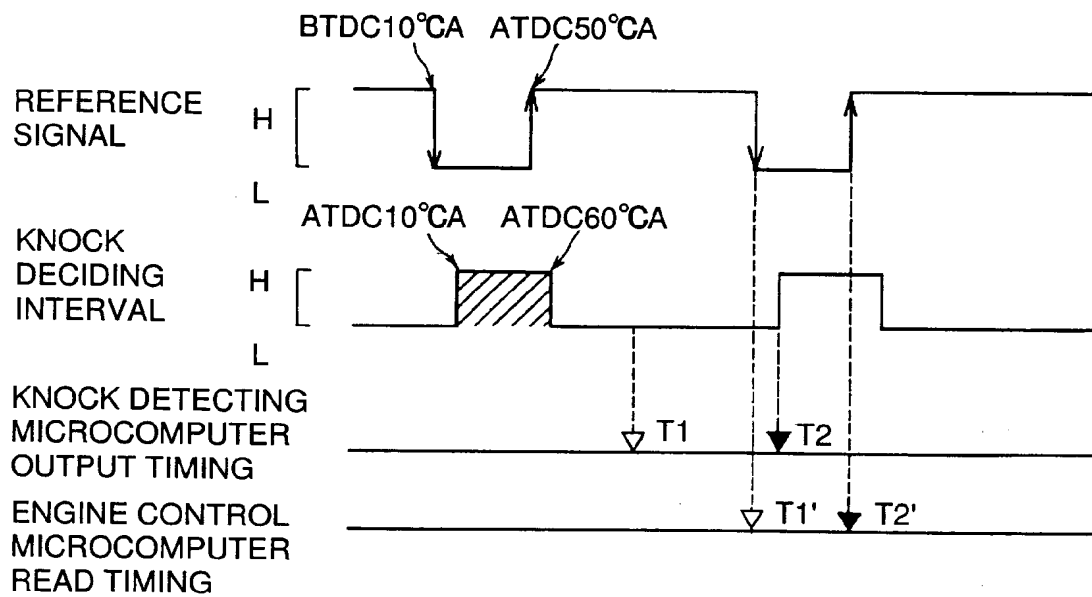 BTDC10°CA ATDC50°CA
REFERENCE
SIGNAL
H
L
ATDC10°CA ATDC60°CA
KNOCK
DECIDING
INTERVAL
H
L
KNOCK DETECTING
MICROCOMPUTER
OUTPUT TIMING
T1 T2
ENGINE CONTROL
MICROCOMPUTER
READ TIMING
T1' T2'